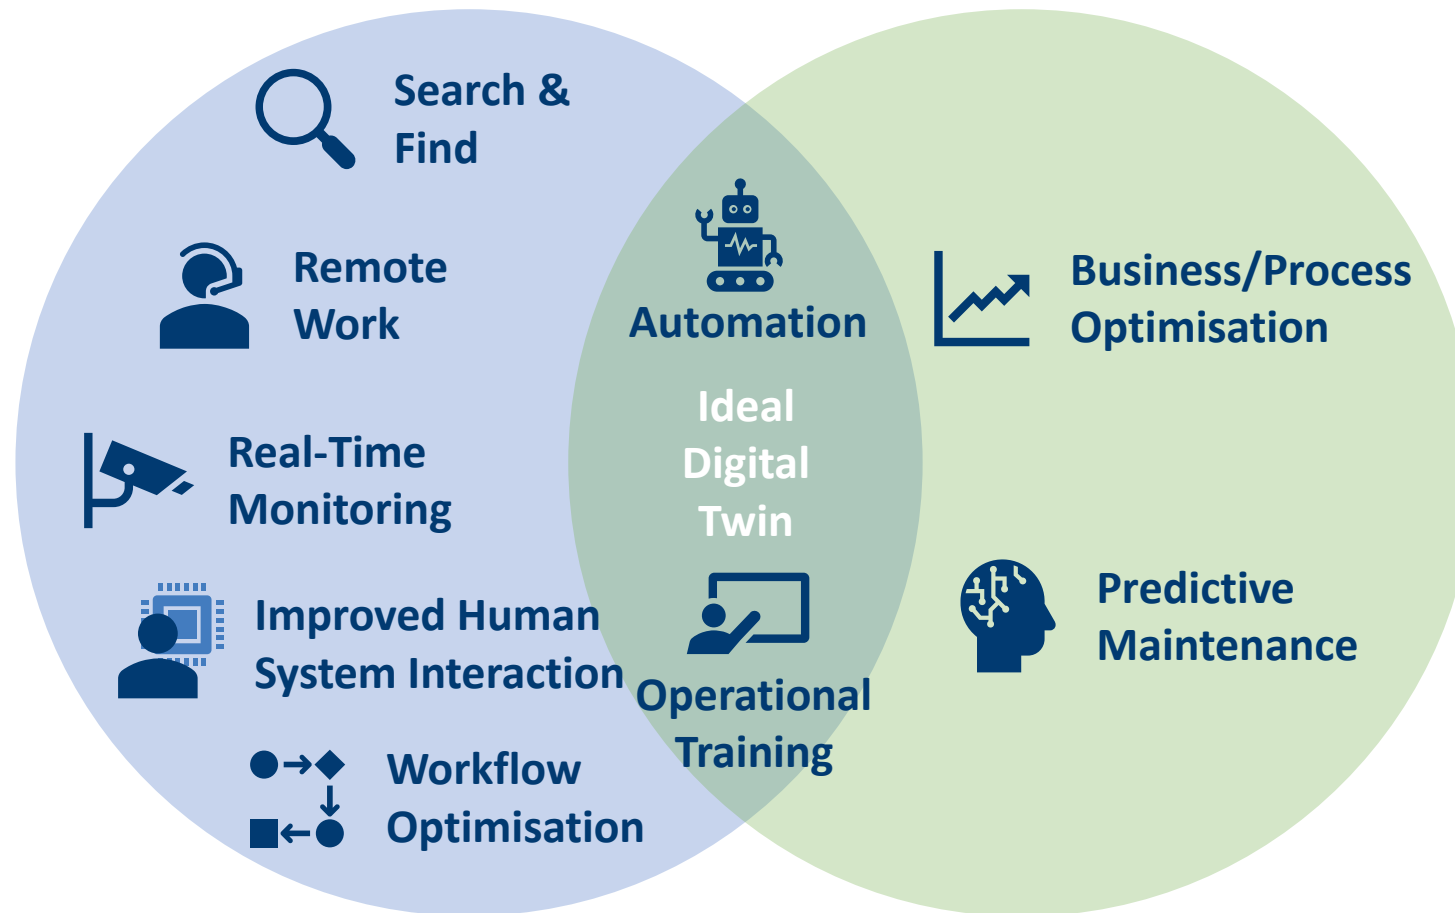 Search &
Find
Remote
Work
Real-Time
Monitoring
Improved Human
System Interaction
Workflow
Optimisation
Automation
Ideal
Digital
Twin
Operational
Training
Business/Process
Optimisation
Predictive
Maintenance